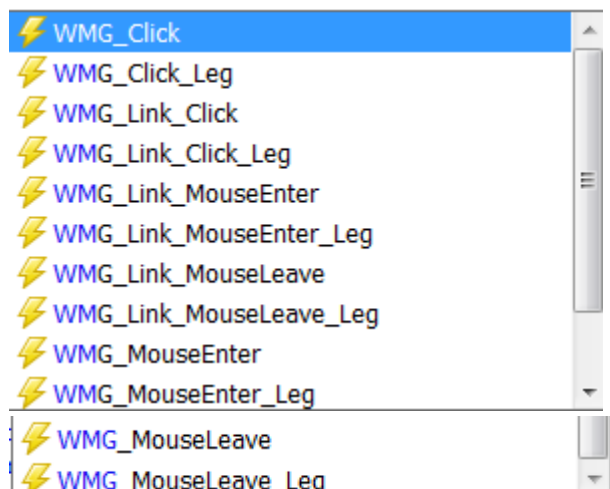 WMG_Click
WMG_Click_Leg
WMG_Link_Click
WMG_Link_Click_Leg
WMG_Link_MouseEnter
WMG_Link_MouseEnter_Leg
WMG_Link_MouseLeave
WMG_Link_MouseLeave_Leg
WMG_MouseEnter
WMG_MouseEnter_Leg
WMG_MouseLeave
WMG_MouseLeave_Leg